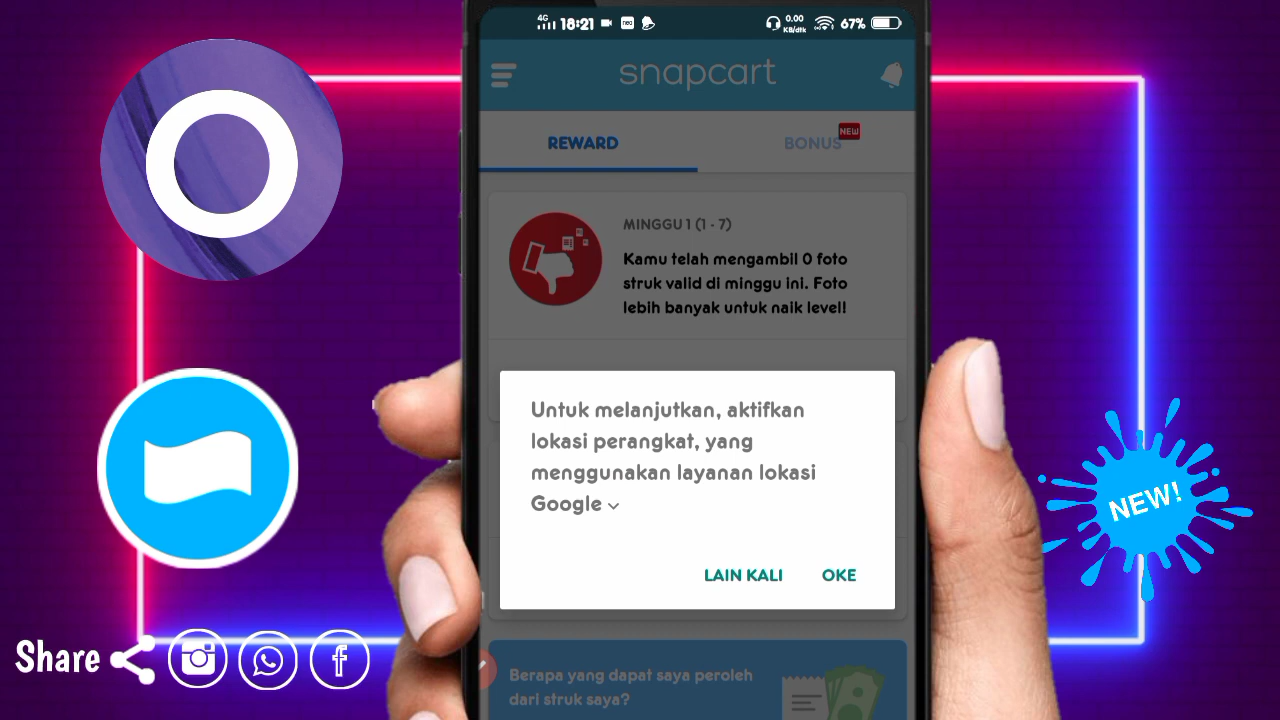 4G
18:21
neo
0.00
KB/dtk
67%
snapcart
REWARD
BONUS
NEW
MINGGU 1 (1 - 7)
Kamu telah mengambil 0 foto
struk valid di minggu ini. Foto
lebih banyak untuk naik level!
Untuk melanjutkan, aktifkan
lokasi perangkat, yang
menggunakan layanan lokasi
Google
LAIN KALI
OKE
NEW!
Share
Berapa yang dapat saya peroleh
dari struk saya?